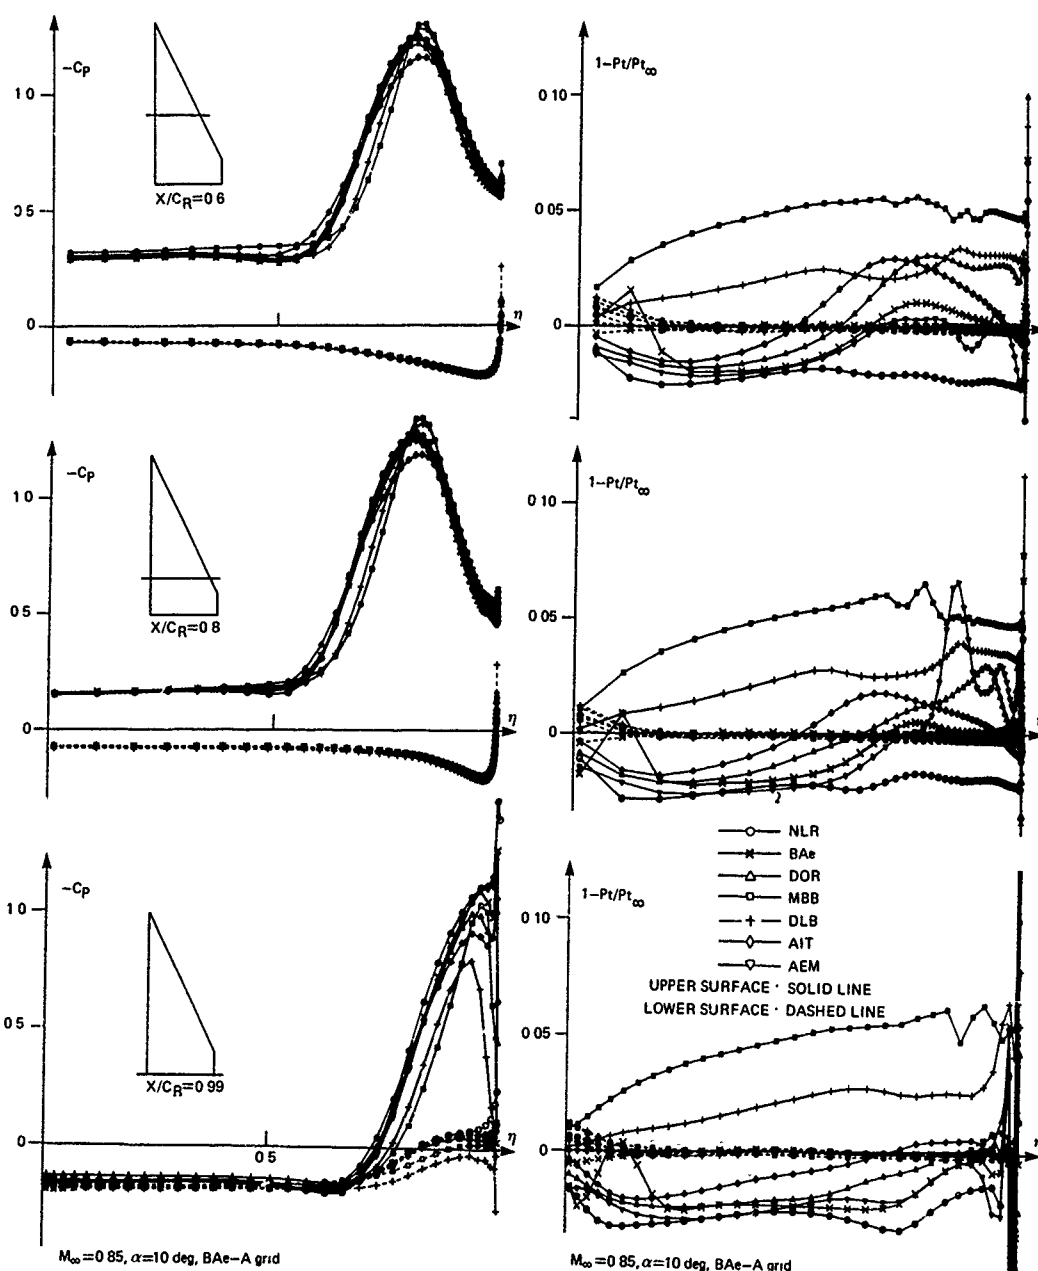 −Cp
1 0
X/CR=0 6
0 5
0
η
1−Pt/Pt∞
0 10
0 05
0
−Cp
1 0
X/CR=0 8
0 5
0
η
1−Pt/Pt∞
0 10
0 05
0
NLR
BAe
DOR
MBB
DLB
AIT
AEM
UPPER SURFACE · SOLID LINE
LOWER SURFACE · DASHED LINE
−Cp
1 0
0 5
X/CR=0 99
0
0 5
η
1−Pt/Pt∞
0 10
0 05
0
M∞=0 85, α=10 deg, BAe−A grid
M∞=0 85, α=10 deg, BAe−A grid